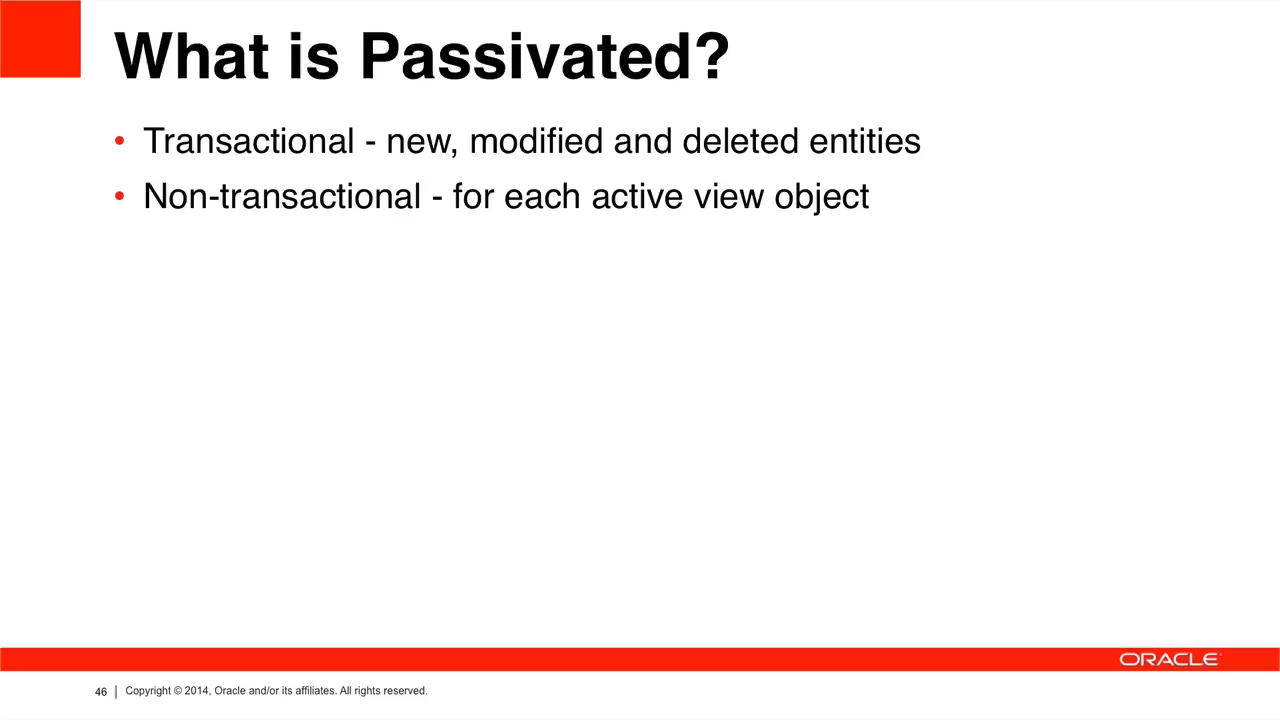 What is Passivated?
• Transactional - new, modified and deleted entities
• Non-transactional - for each active view object
ORACLE
46 | Copyright © 2014, Oracle and/or its affiliates. All rights reserved.